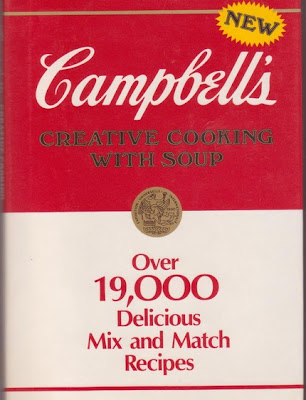 NEW
Campbell's
CREATIVE COOKING
WITH SOUP
Over
19,000
Delicious
Mix and Match
Recipes